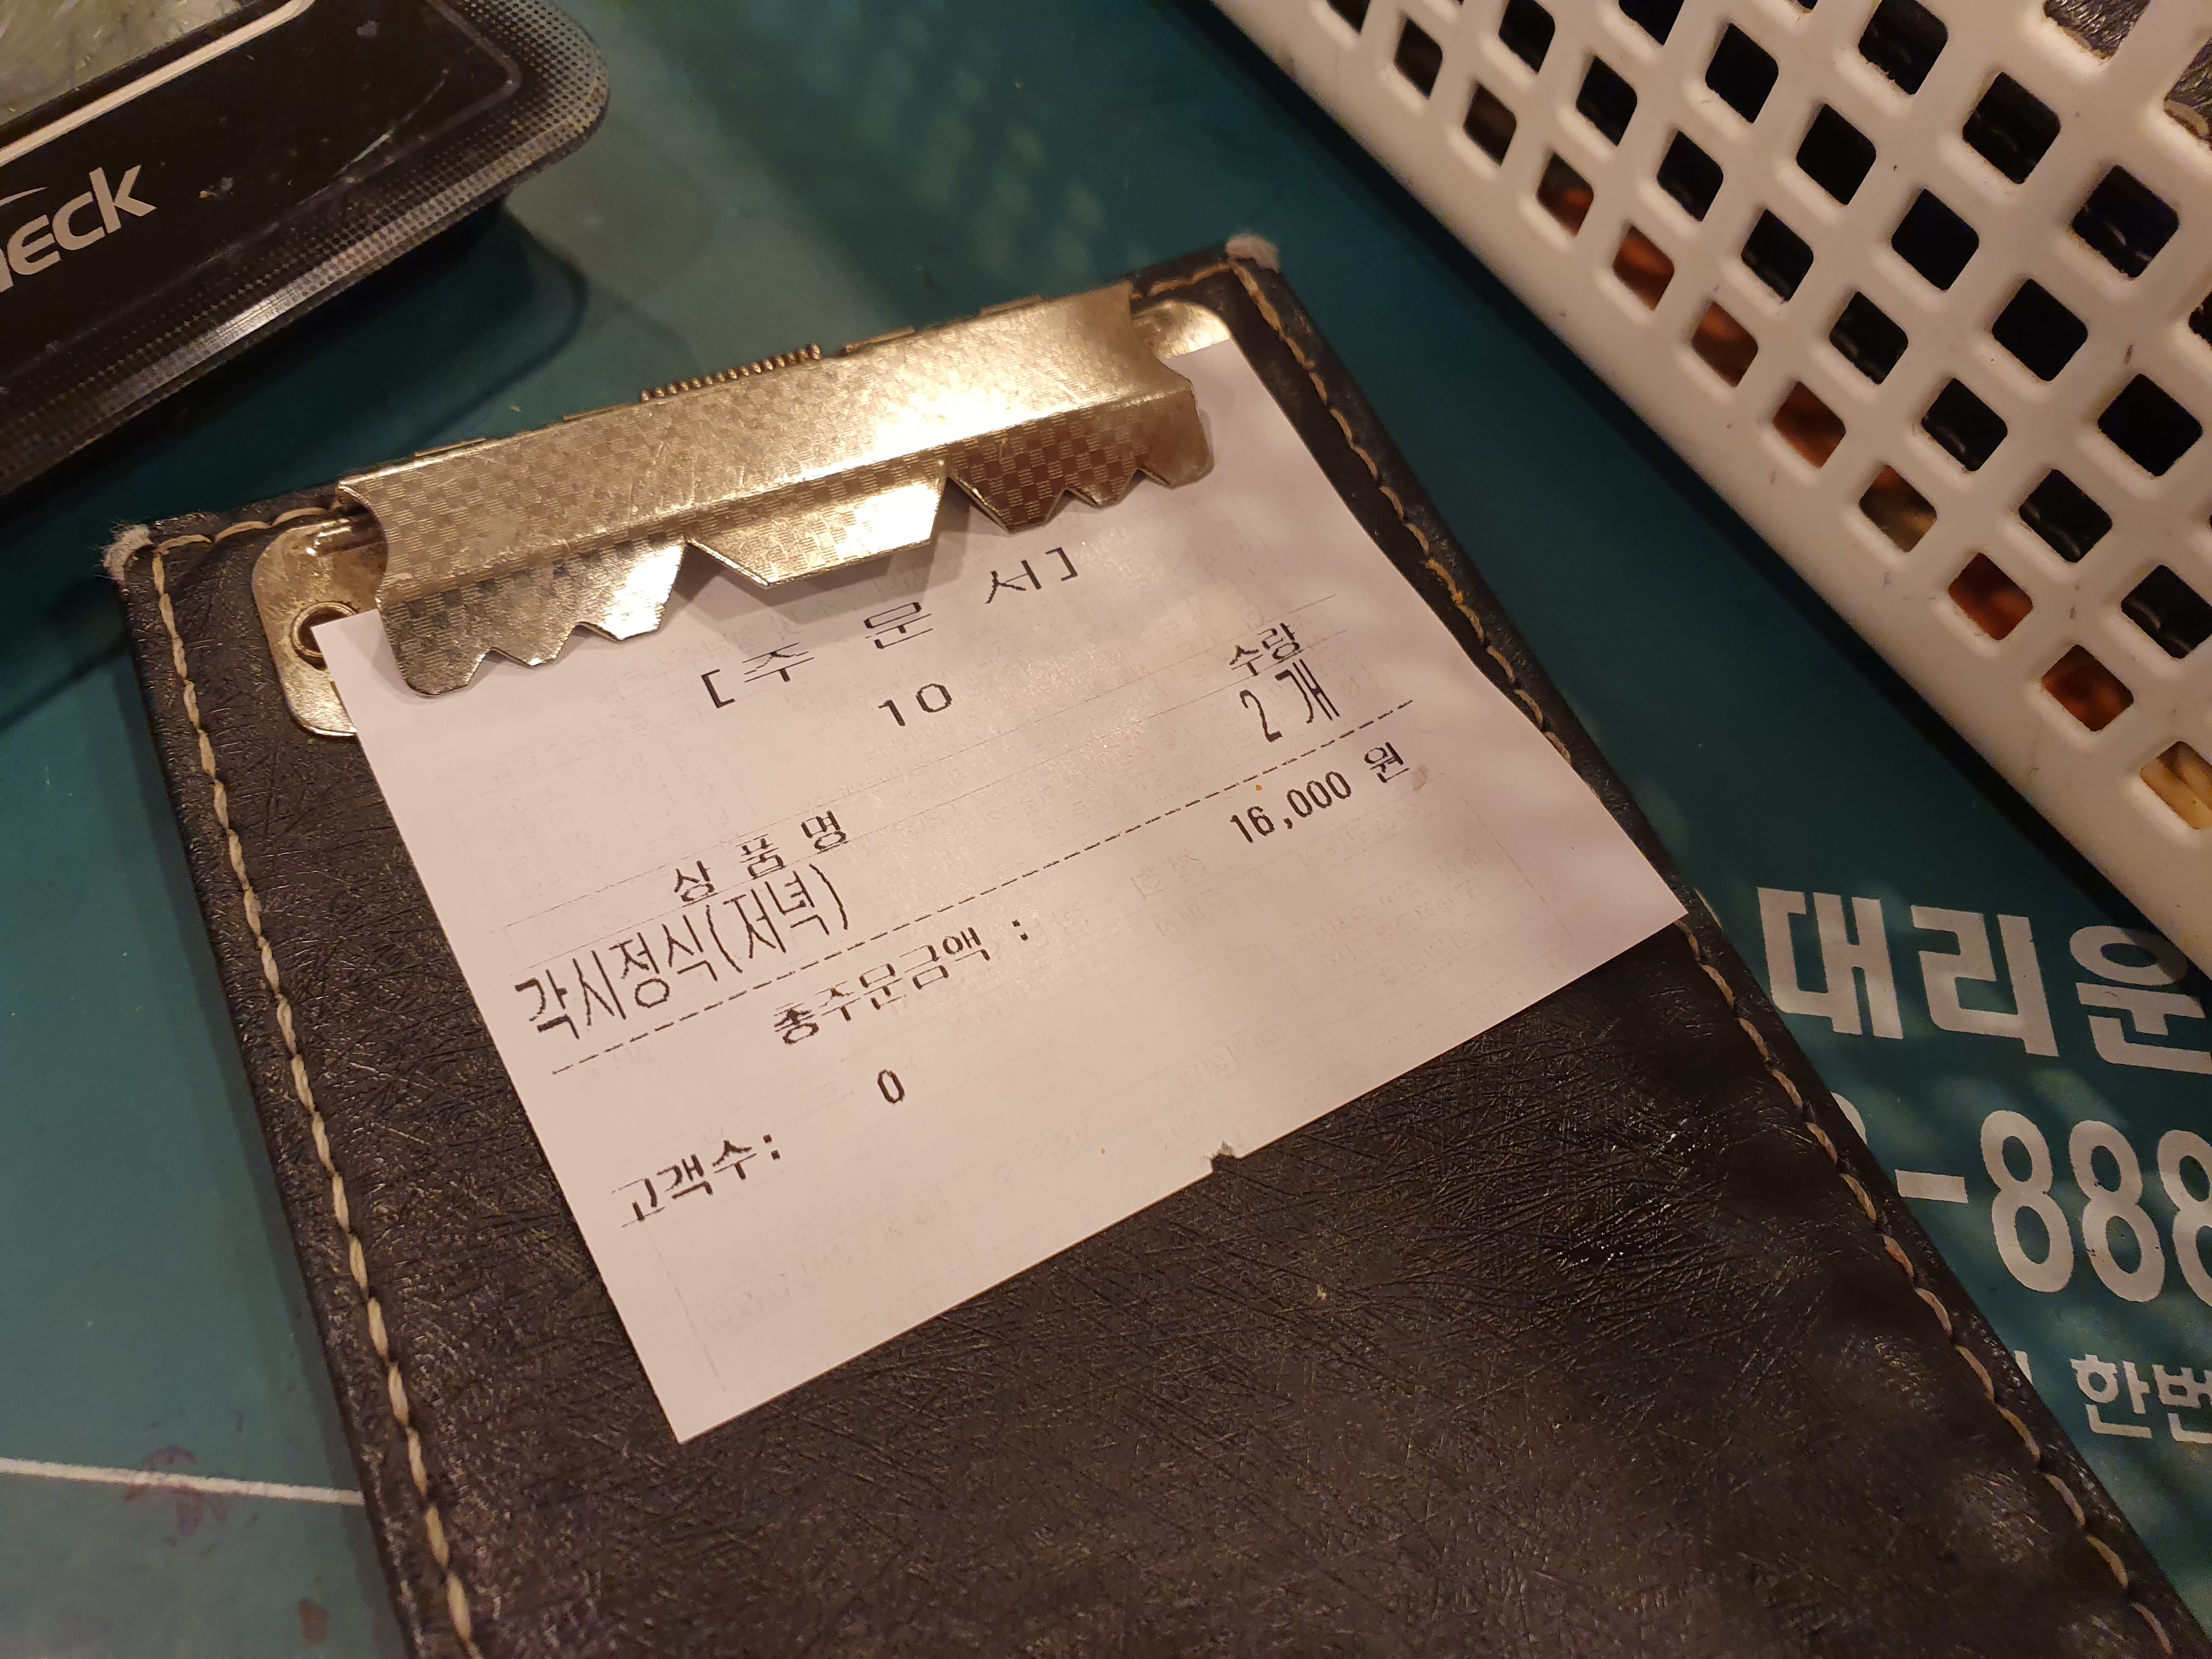 [주 문 서]
10
상 품 명 수량
각시정식(저녁) 2 개
총주문금액 : 16,000 원
고객수: 0
대리운
-888
한번